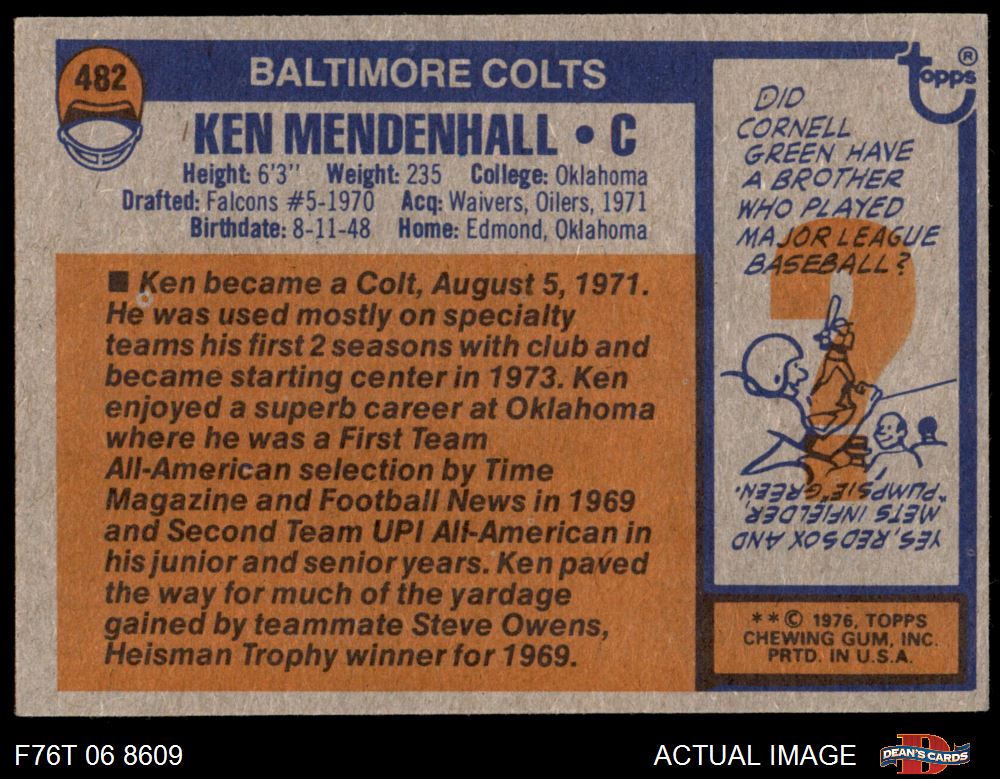 482
BALTIMORE COLTS
KEN MENDENHALL • C
Height: 6'3" Weight: 235 College: Oklahoma
Drafted: Falcons #5-1970 Acq: Waivers, Oilers, 1971
Birthdate: 8-11-48 Home: Edmond, Oklahoma
■ Ken became a Colt, August 5, 1971.
He was used mostly on specialty
teams his first 2 seasons with club and
became starting center in 1973. Ken
enjoyed a superb career at Oklahoma
where he was a First Team
All-American selection by Time
Magazine and Football News in 1969
and Second Team UPI All-American in
his junior and senior years. Ken paved
the way for much of the yardage
gained by teammate Steve Owens,
Heisman Trophy winner for 1969.
Topps®
DID
CORNELL
GREEN HAVE
A BROTHER
WHO PLAYED
MAJOR LEAGUE
BASEBALL?
?
YES, RED SOX AND
METS INFIELDER,
"PUMPSIE" GREEN.
**© 1976, TOPPS
CHEWING GUM, INC.
PRTD. IN U.S.A.
F76T 06 8609
ACTUAL IMAGE
DEAN'S CARDS